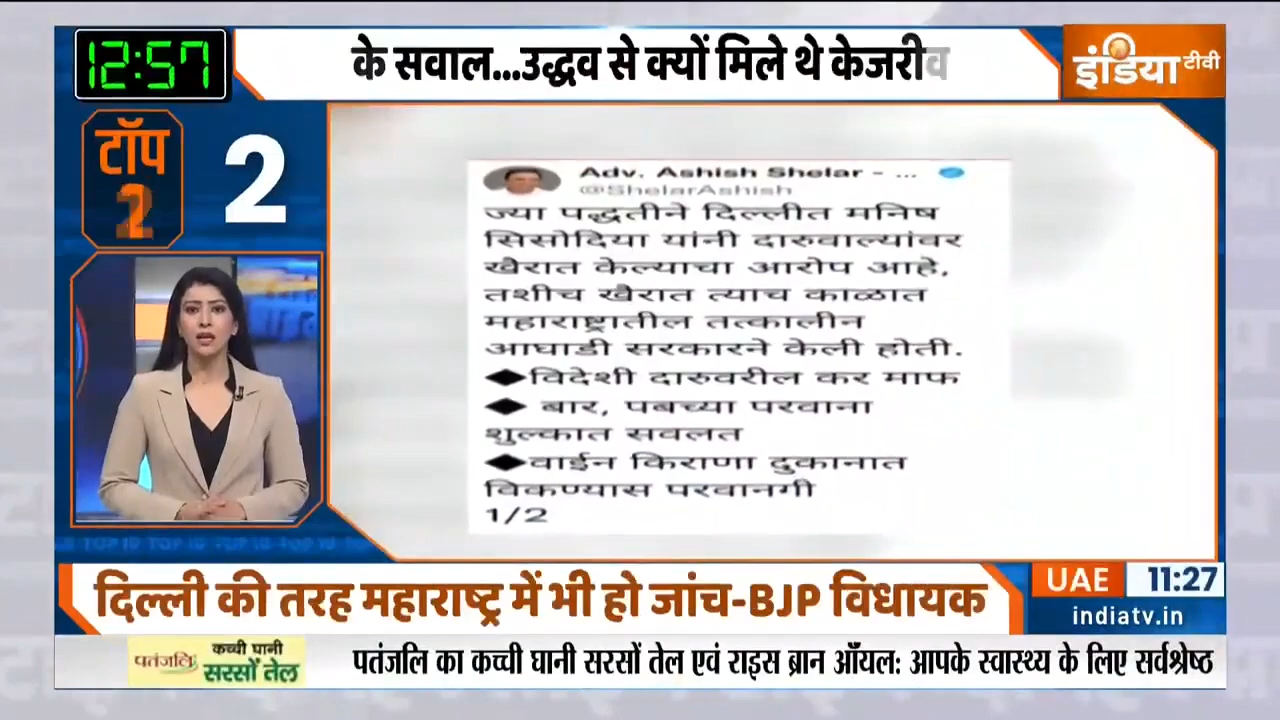 12:57
के सवाल...उद्धव से क्यों मिले थे केजरीव
इंडिया टीवी
टॉप
2
2
Adv. Ashish Shelar - ...
@ShelarAshish
ज्या पद्धतीने दिल्लीत मनिष
सिसोदिया यांनी दारुवाल्यांवर
खैरात केल्याचा आरोप आहे,
तशीच खैरात त्याच काळात
महाराष्ट्रातील तत्कालीन
आघाडी सरकारने केली होती.
◆विदेशी दारुवरील कर माफ
◆ बार, पबच्या परवाना
शुल्कात सवलत
◆वाईन किराणा दुकानात
विकण्यास परवानगी
1/2
दिल्ली की तरह महाराष्ट्र में भी हो जांच-BJP विधायक
UAE 11:27
indiatv.in
पतंजलि
कच्ची घानी
सरसों तेल
पतंजलि का कच्ची घानी सरसों तेल एवं राइस ब्रान ऑयल: आपके स्वास्थ्य के लिए सर्वश्रेष्ठ